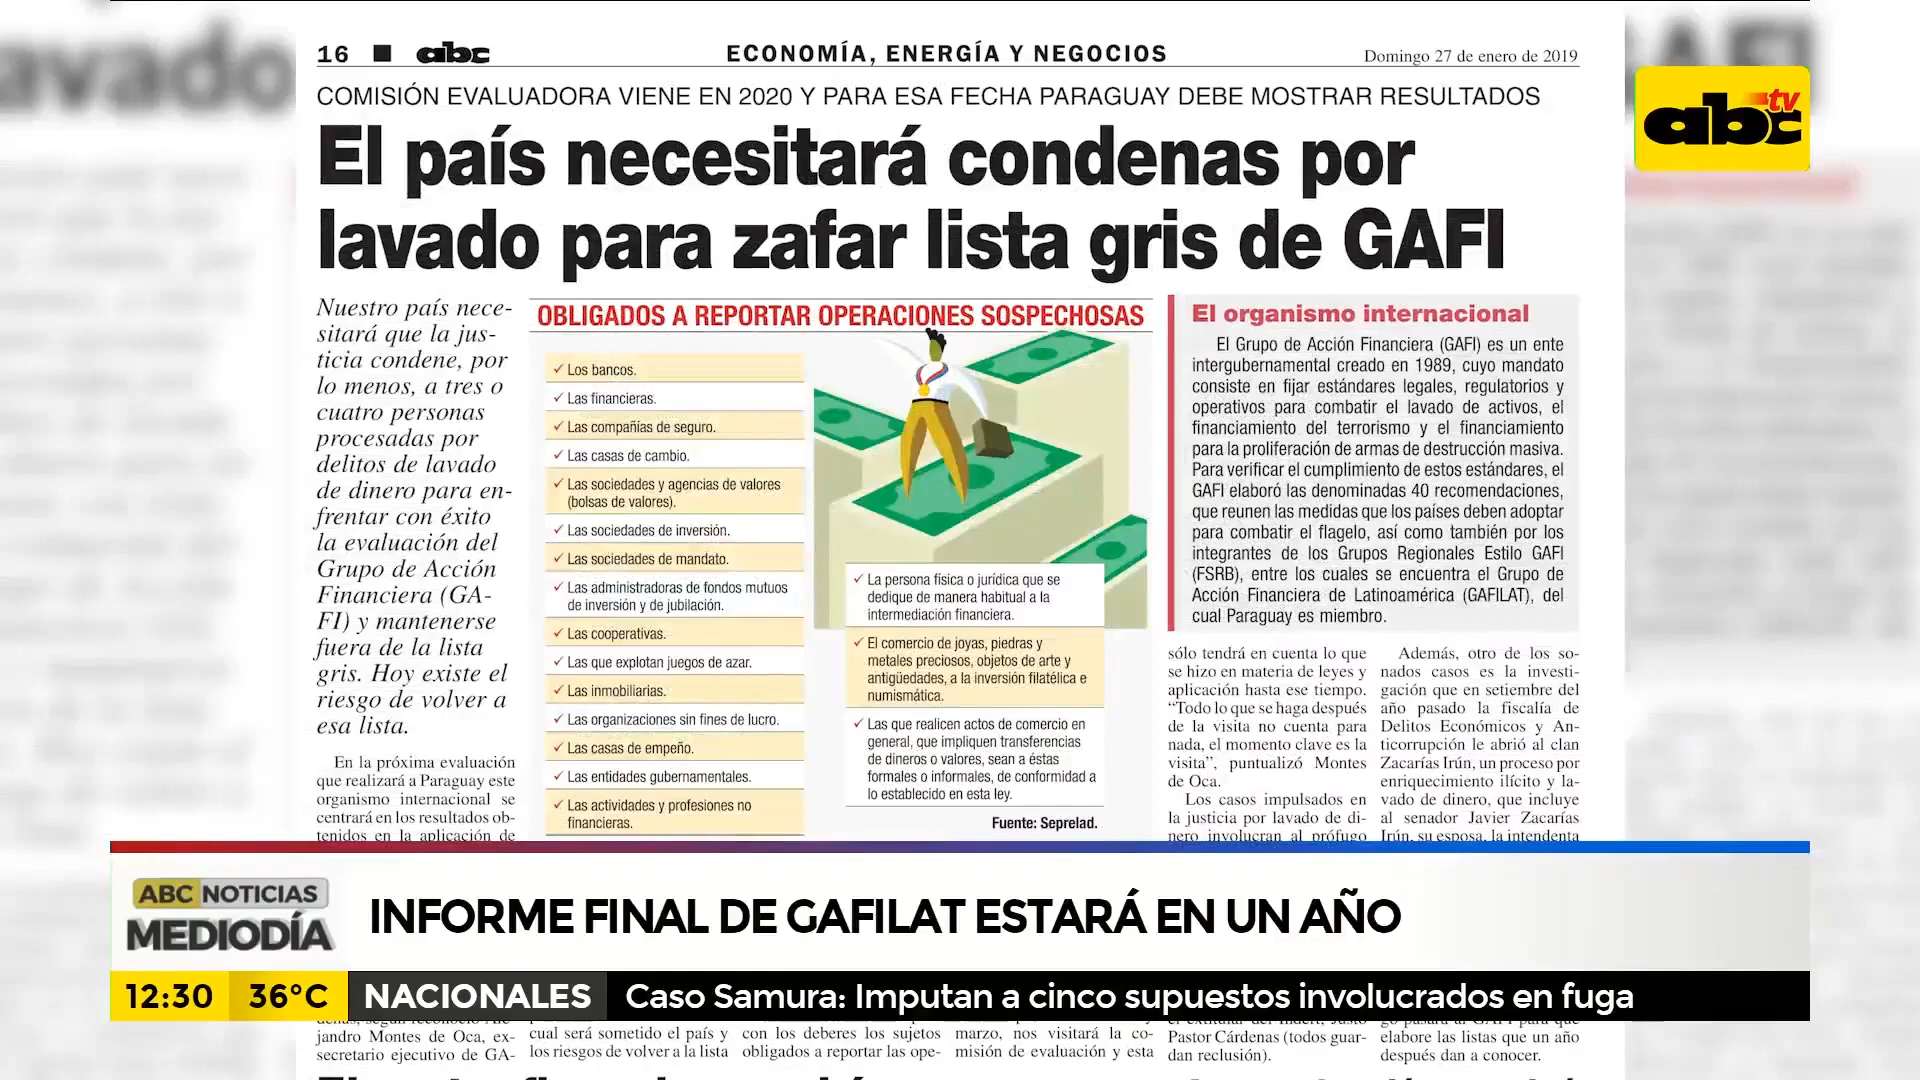 16 ■ abc
ECONOMÍA, ENERGÍA Y NEGOCIOS
Domingo 27 de enero de 2019
COMISIÓN EVALUADORA VIENE EN 2020 Y PARA ESA FECHA PARAGUAY DEBE MOSTRAR RESULTADOS
El país necesitará condenas por
lavado para zafar lista gris de GAFI
Nuestro país nece-
sitará que la jus-
ticia condene, por
lo menos, a tres o
cuatro personas
procesadas por
delitos de lavado
de dinero para en-
frentar con éxito
la evaluación del
Grupo de Acción
Financiera (GA-
FI) y mantenerse
fuera de la lista
gris. Hoy existe el
riesgo de volver a
esa lista.
En la próxima evaluación
que realizará a Paraguay este
organismo internacional se
centrará en los resultados ob-
tenidos en la aplicación de
jandro Montes de Oca, ex-
secretario ejecutivo de GA-
OBLIGADOS A REPORTAR OPERACIONES SOSPECHOSAS
✓ Los bancos.
✓ Las financieras.
✓ Las compañías de seguro.
✓ Las casas de cambio.
✓ Las sociedades y agencias de valores
(bolsas de valores).
✓ Las sociedades de inversión.
✓ Las sociedades de mandato.
✓ Las administradoras de fondos mutuos
de inversión y de jubilación.
✓ Las cooperativas.
✓ Las que explotan juegos de azar.
✓ Las inmobiliarias.
✓ Las organizaciones sin fines de lucro.
✓ Las casas de empeño.
✓ Las entidades gubernamentales.
✓ Las actividades y profesiones no
financieras.
✓ La persona física o jurídica que se
dedique de manera habitual a la
intermediación financiera.
✓ El comercio de joyas, piedras y
metales preciosos, objetos de arte y
antigüedades, a la inversión filatélica e
numismática.
✓ Las que realicen actos de comercio en
general, que impliquen transferencias
de dineros o valores, sean a éstas
formales o informales, de conformidad a
lo establecido en esta ley.
Fuente: Seprelad.
cual será sometido el país y
los riesgos de volver a la lista
con los deberes los sujetos
obligados a reportar las ope-
marzo, nos visitará la co-
misión de evaluación y esta
El organismo internacional
El Grupo de Acción Financiera (GAFI) es un ente
intergubernamental creado en 1989, cuyo mandato
consiste en fijar estándares legales, regulatorios y
operativos para combatir el lavado de activos, el
financiamiento del terrorismo y el financiamiento
para la proliferación de armas de destrucción masiva.
Para verificar el cumplimiento de estos estándares, el
GAFI elaboró las denominadas 40 recomendaciones,
que reunen las medidas que los países deben adoptar
para combatir el flagelo, así como también por los
integrantes de los Grupos Regionales Estilo GAFI
(FSRB), entre los cuales se encuentra el Grupo de
Acción Financiera de Latinoamérica (GAFILAT), del
cual Paraguay es miembro.
sólo tendrá en cuenta lo que
se hizo en materia de leyes y
aplicación hasta ese tiempo.
“Todo lo que se haga después
de la visita no cuenta para
nada, el momento clave es la
visita”, puntualizó Montes
de Oca.
Los casos impulsados en
la justicia por lavado de di-
nero involucran al prófugo
Pastor Cárdenas (todos guar-
dan reclusión).
Además, otro de los so-
nados casos es la investi-
gación que en setiembre del
año pasado la fiscalía de
Delitos Económicos y An-
ticorrupción le abrió al clan
Zacarías Irún, un proceso por
enriquecimiento ilícito y la-
vado de dinero, que incluye
al senador Javier Zacarías
Irún, su esposa, la intendenta
elabore las listas que un año
después dan a conocer.
abc tv
ABC NOTICIAS
MEDIODÍA
INFORME FINAL DE GAFILAT ESTARÁ EN UN AÑO
12:30 36°C NACIONALES Caso Samura: Imputan a cinco supuestos involucrados en fuga